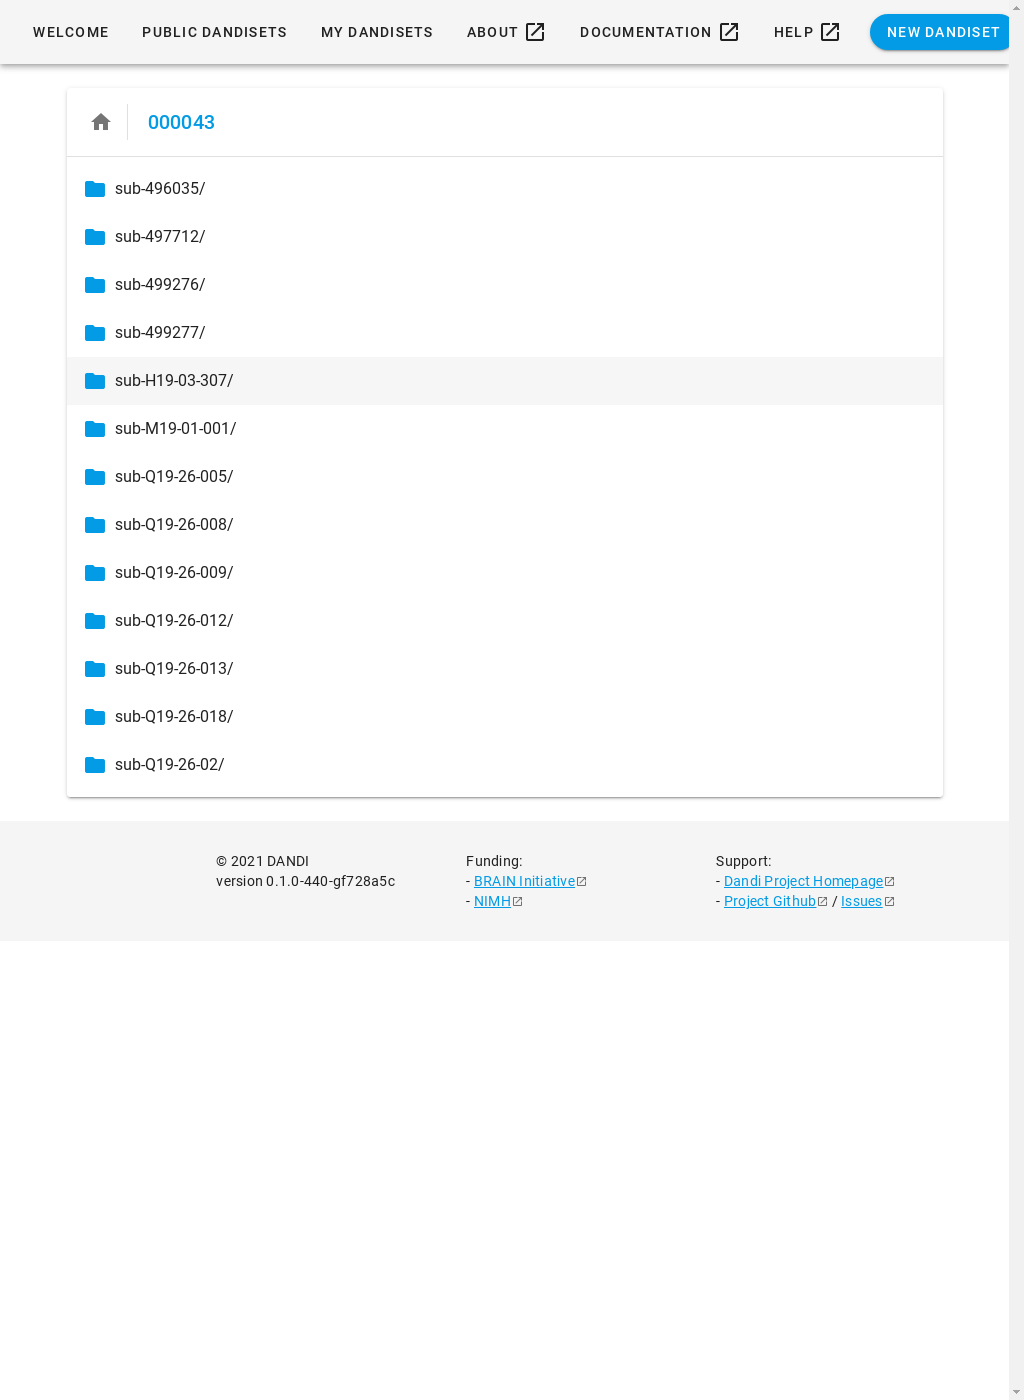 WELCOME PUBLIC DANDISETS MY DANDISETS ABOUT DOCUMENTATION HELP NEW DANDISET
000043
sub-496035/
sub-497712/
sub-499276/
sub-499277/
sub-H19-03-307/
sub-M19-01-001/
sub-Q19-26-005/
sub-Q19-26-008/
sub-Q19-26-009/
sub-Q19-26-012/
sub-Q19-26-013/
sub-Q19-26-018/
sub-Q19-26-02/
© 2021 DANDI
version 0.1.0-440-gf728a5c
Funding:
- BRAIN Initiative
- NIMH
Support:
- Dandi Project Homepage
- Project Github / Issues